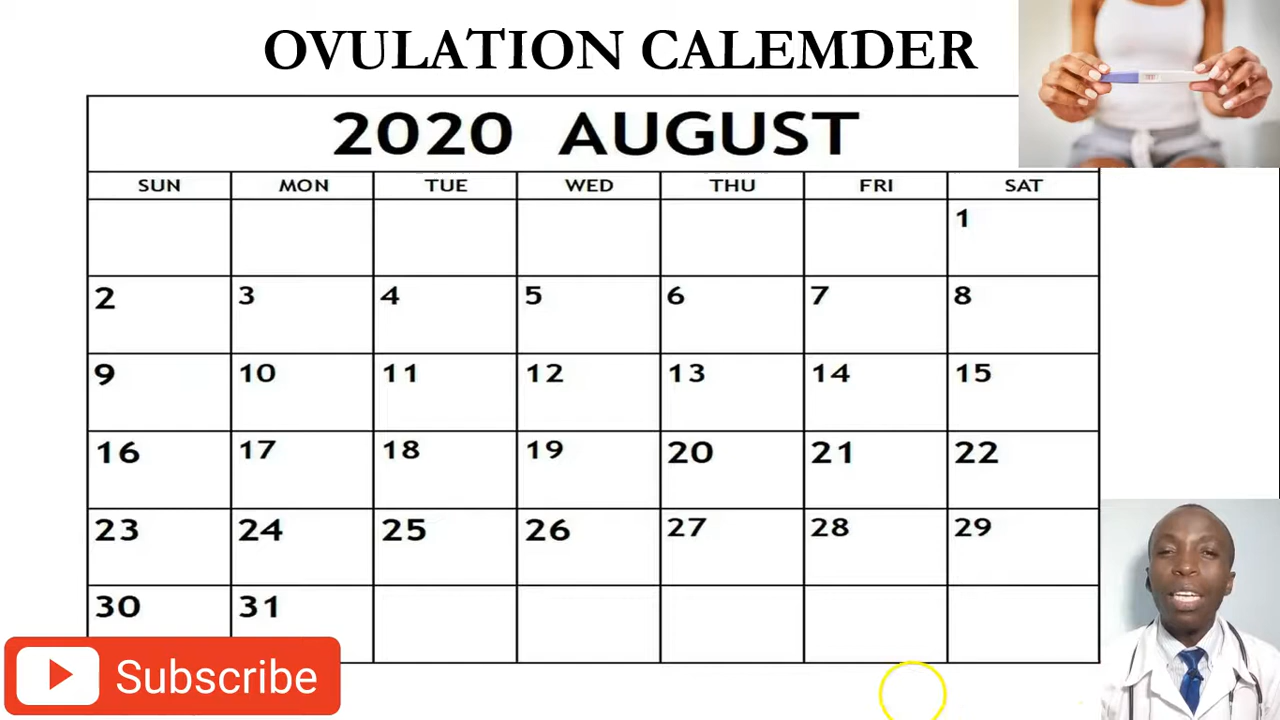 OVULATION CALEMDER
2020 AUGUST
SUN MON TUE WED THU FRI SAT
1
2 3 4 5 6 7 8
9 10 11 12 13 14 15
16 17 18 19 20 21 22
23 24 25 26 27 28 29
30 31
Subscribe